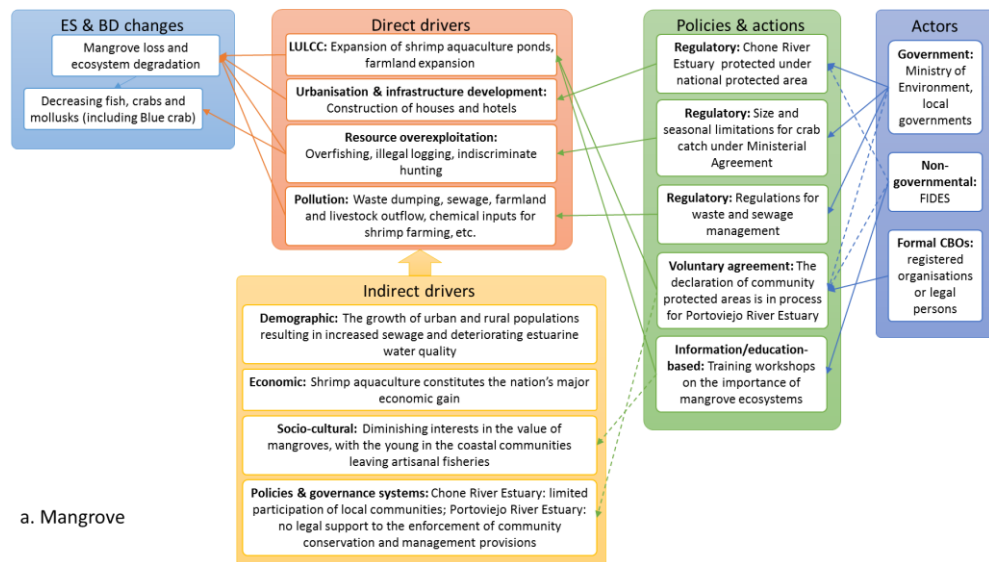 ES & BD changes
Mangrove loss and
ecosystem degradation
Decreasing fish, crabs and
mollusks (including Blue crab)
Direct drivers
LULCC: Expansion of shrimp aquaculture ponds,
farmland expansion
Urbanisation & infrastructure development:
Construction of houses and hotels
Resource overexploitation:
Overfishing, illegal logging, indiscriminate
hunting
Pollution: Waste dumping, sewage, farmland
and livestock outflow, chemical inputs for
shrimp farming, etc.
Indirect drivers
Demographic: The growth of urban and rural populations
resulting in increased sewage and deteriorating estuarine
water quality
Economic: Shrimp aquaculture constitutes the nation's major
economic gain
Socio-cultural: Diminishing interests in the value of
mangroves, with the young in the coastal communities
leaving artisanal fisheries
Policies & governance systems: Chone River Estuary: limited
participation of local communities; Portoviejo River Estuary:
no legal support to the enforcement of community
conservation and management provisions
Policies & actions
Regulatory: Chone River
Estuary protected under
national protected area
Regulatory: Size and
seasonal limitations for crab
catch under Ministerial
Agreement
Regulatory: Regulations for
waste and sewage
management
Voluntary agreement: The
declaration of community
protected areas is in process
for Portoviejo River Estuary
Information/education-
based: Training workshops
on the importance of
mangrove ecosystems
Actors
Government:
Ministry of
Environment,
local
governments
Non-
governmental:
FIDES
Formal CBOs:
registered
organisations
or legal
persons
a. Mangrove